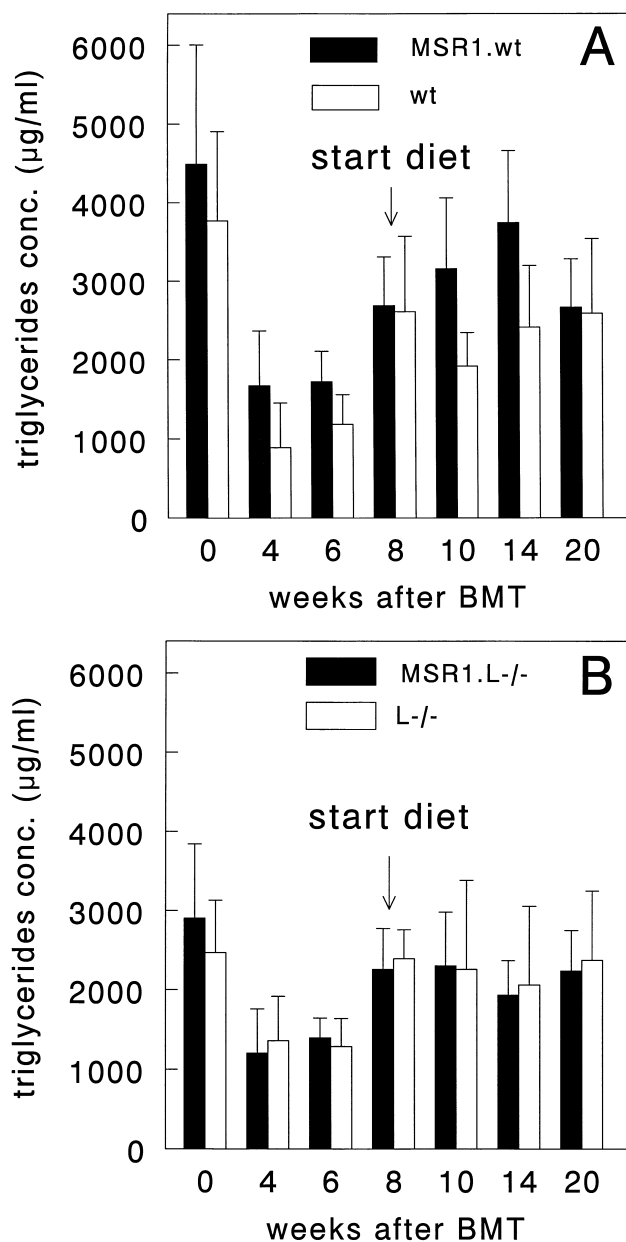 A
MSR1.wt
wt
start diet
triglycerides conc. (µg/ml)
6000
5000
4000
3000
2000
1000
0
0 4 6 8 10 14 20
weeks after BMT
B
MSR1.L-/-
L-/-
start diet
triglycerides conc. (µg/ml)
6000
5000
4000
3000
2000
1000
0
0 4 6 8 10 14 20
weeks after BMT